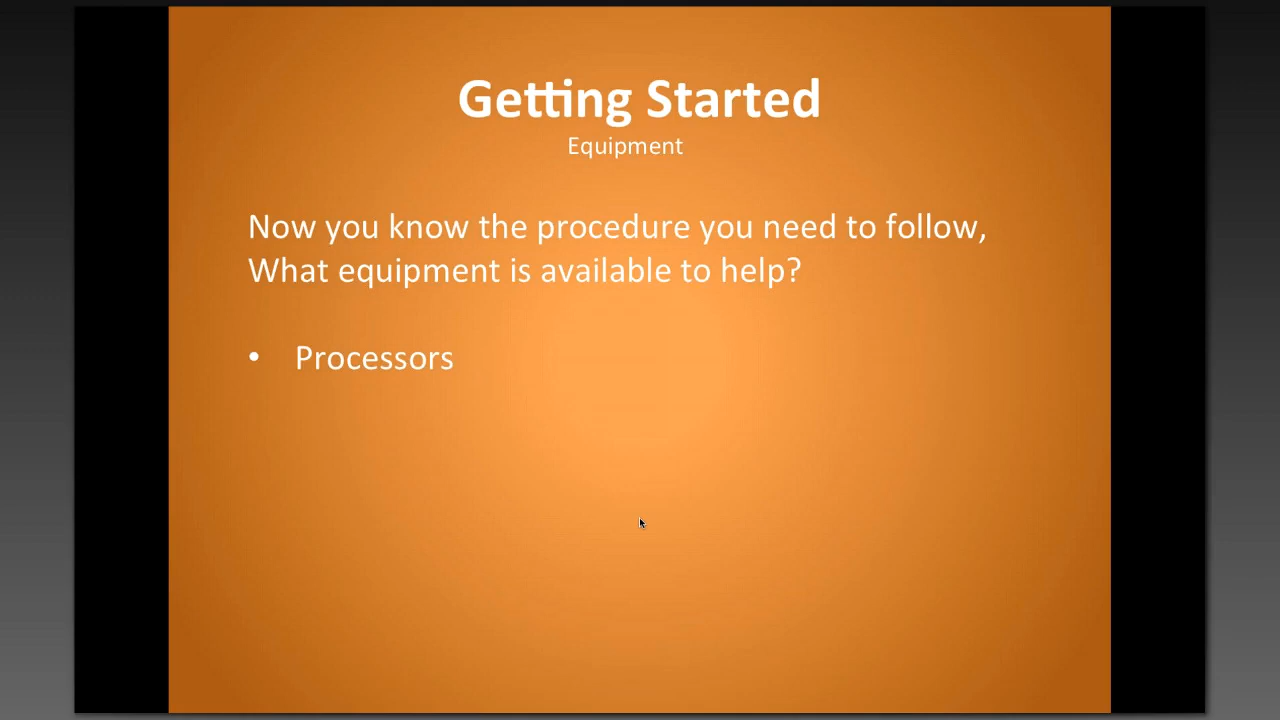 Getting Started
Equipment
Now you know the procedure you need to follow,
What equipment is available to help?
• Processors